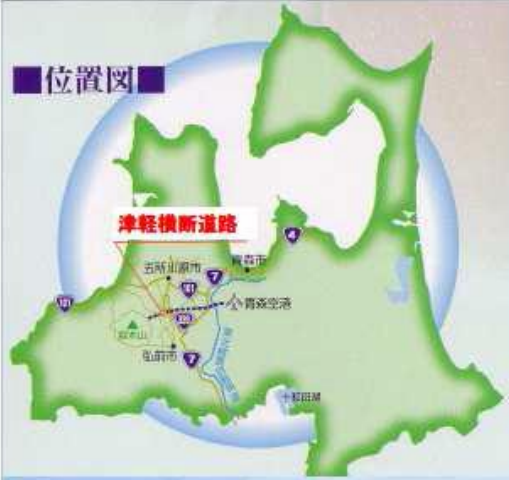 ■位置図■
津軽横断道路
4
青森市
五所川原市
7
101
青森空港
101
岩木山
弘前市
7
十和田湖